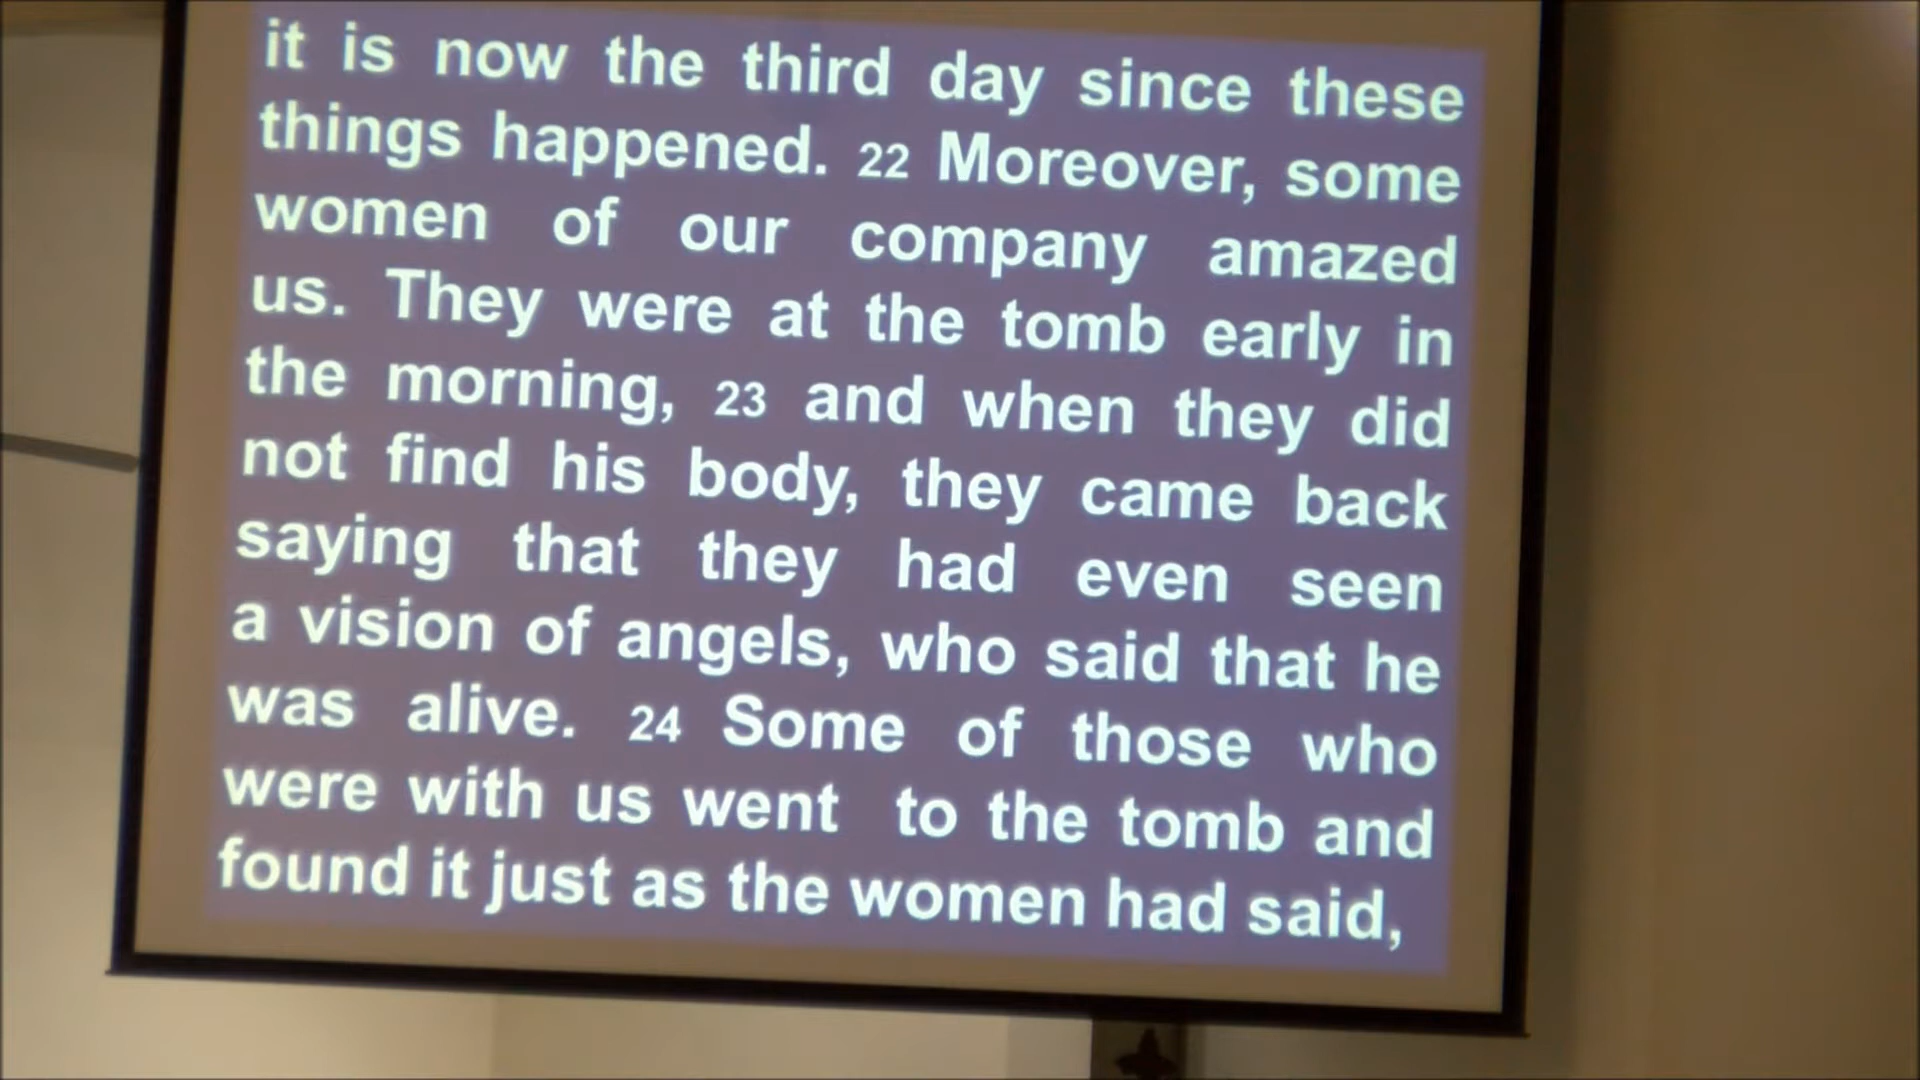 it is now the third day since these
things happened. 22 Moreover, some
women of our company amazed
us. They were at the tomb early in
the morning, 23 and when they did
not find his body, they came back
saying that they had even seen
a vision of angels, who said that he
was alive. 24 Some of those who
were with us went to the tomb and
found it just as the women had said,